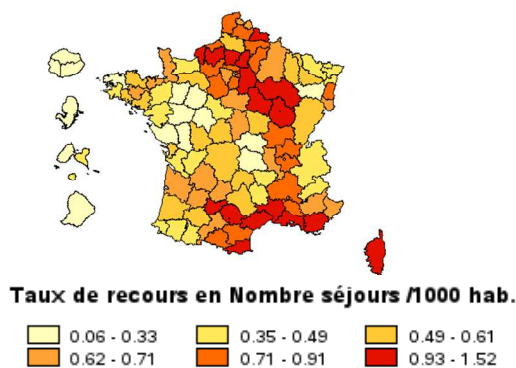 Taux de recours en Nombre séjours /1000 hab.
0.06 - 0.33 0.35 - 0.49 0.49 - 0.61
0.62 - 0.71 0.71 - 0.91 0.93 - 1.52